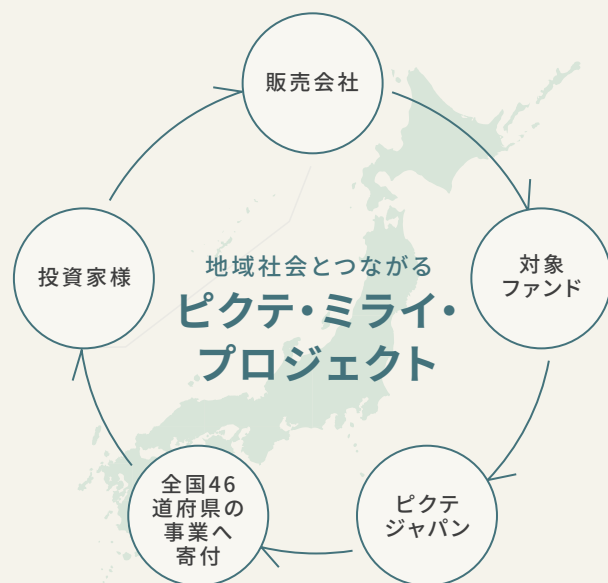 販売会社
投資家様
地域社会とつながる
ピクテ・ミライ・
プロジェクト
対象
ファンド
全国46
道府県の
事業へ
寄付
ピクテ
ジャパン